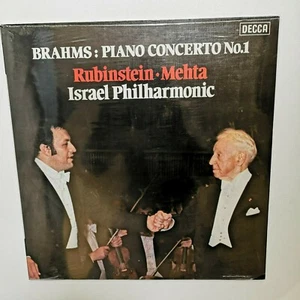 DECCA
BRAHMS: PIANO CONCERTO No.1
Rubinstein·Mehta
Israel Philharmonic